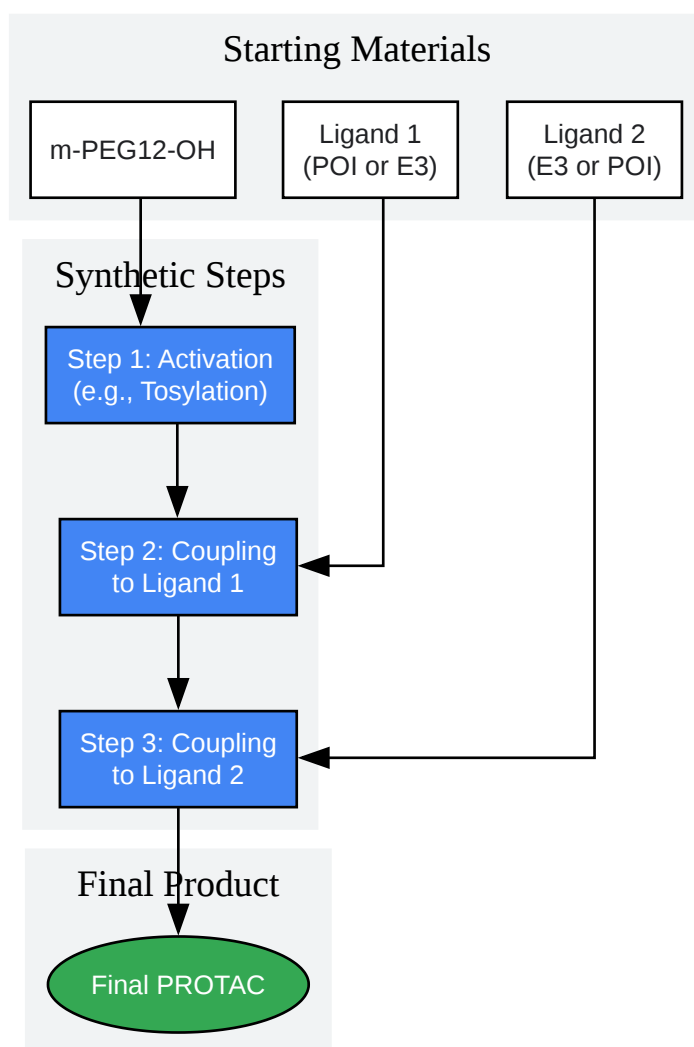 Starting Materials
m-PEG12-OH
Ligand 1
(POI or E3)
Ligand 2
(E3 or POI)
Synthetic Steps
Step 1: Activation
(e.g., Tosylation)
Step 2: Coupling
to Ligand 1
Step 3: Coupling
to Ligand 2
Final Product
Final PROTAC